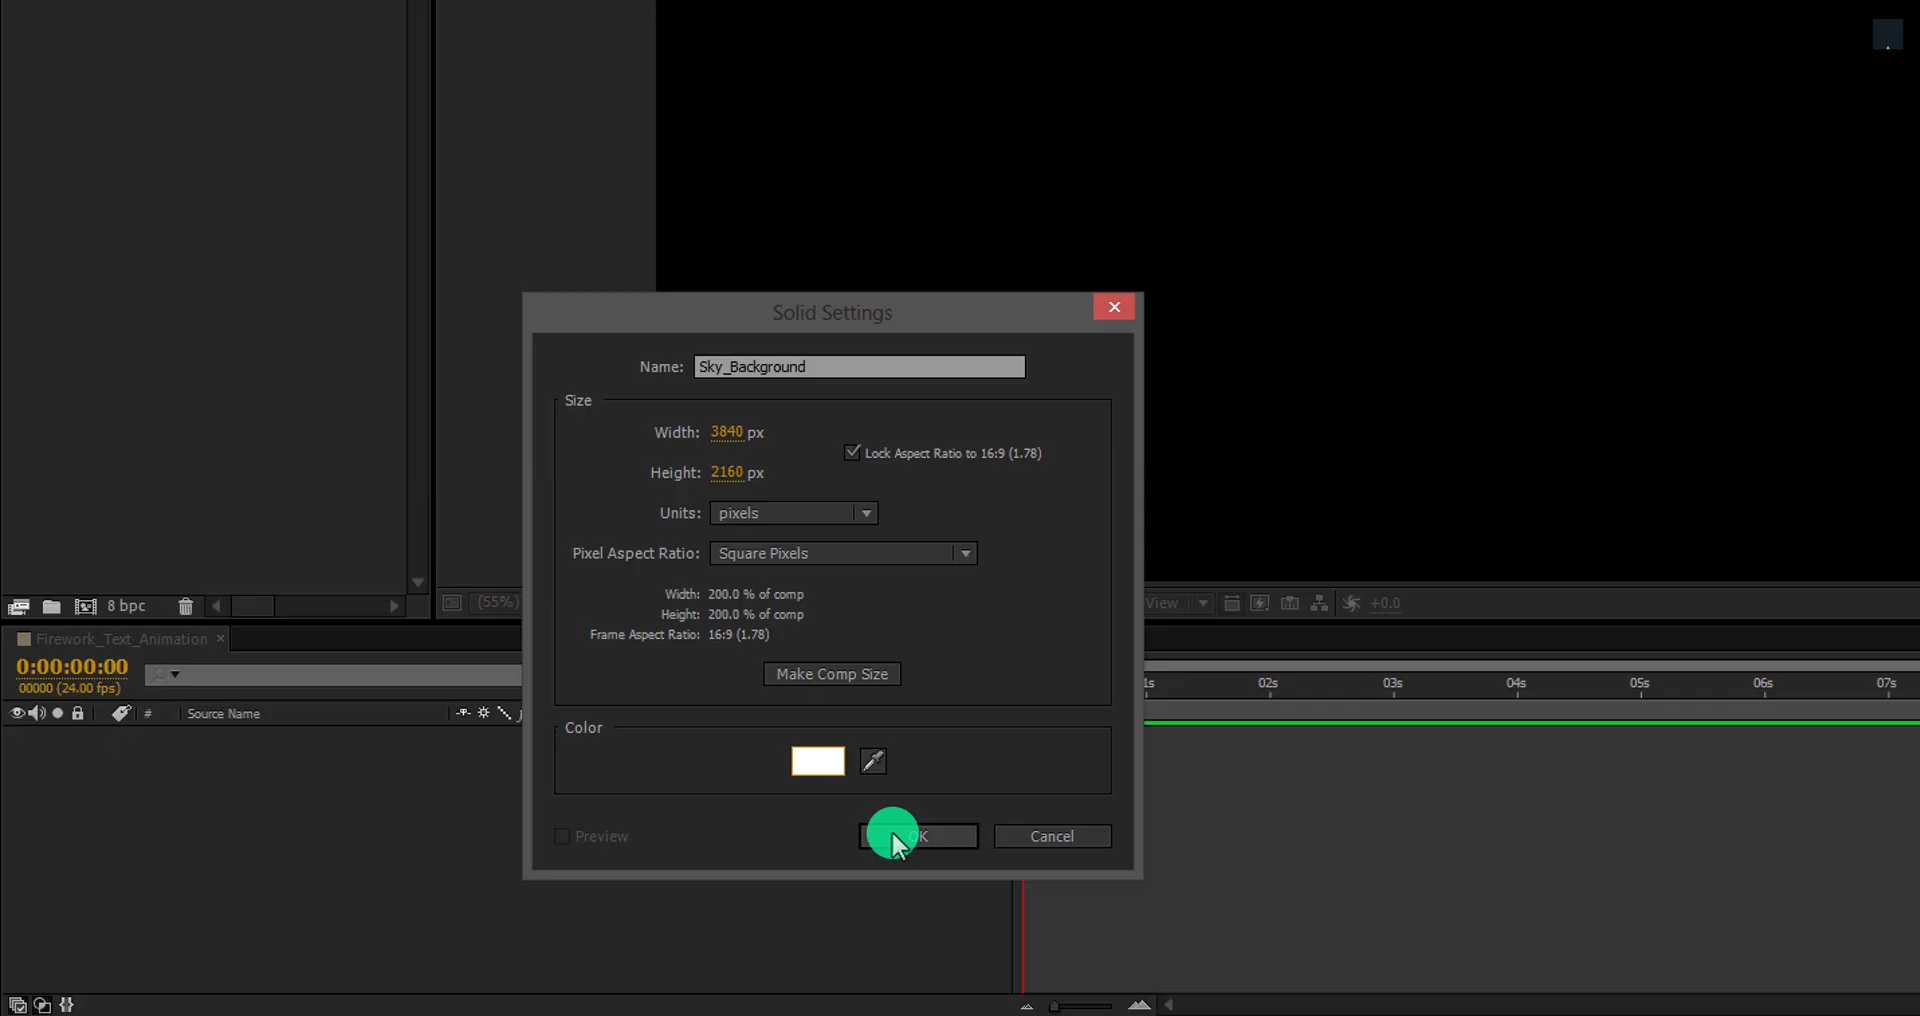 Solid Settings
Name: Sky_Background
Size
Width: 3840 px
Lock Aspect Ratio to 16:9 (1.78)
Height: 2160 px
Units: pixels
Pixel Aspect Ratio: Square Pixels
Width: 200.0 % of comp
Height: 200.0 % of comp
Frame Aspect Ratio: 16:9 (1.78)
Make Comp Size
Color
Preview
OK
Cancel
8 bpc
(55%)
View
+0.0
Firework_Text_Animation
0:00:00:00
00000 (24.00 fps)
# Source Name
02s 03s 04s 05s 06s 07s